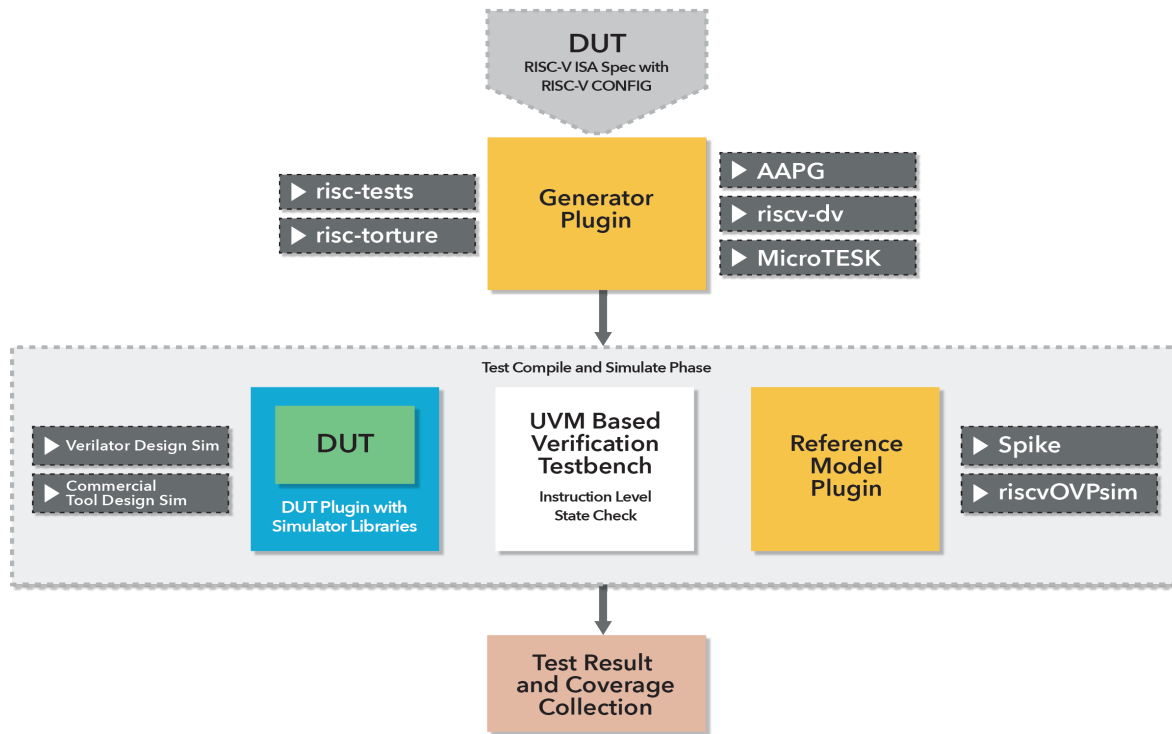 DUT
RISC-V ISA Spec with
RISC-V CONFIG
risc-tests
risc-torture
Generator
Plugin
AAPG
riscv-dv
MicroTESK
Test Compile and Simulate Phase
Verilator Design Sim
Commercial
Tool Design Sim
DUT
DUT Plugin with
Simulator Libraries
UVM Based
Verification
Testbench
Instruction Level
State Check
Reference
Model
Plugin
Spike
riscvOVPsim
Test Result
and Coverage
Collection